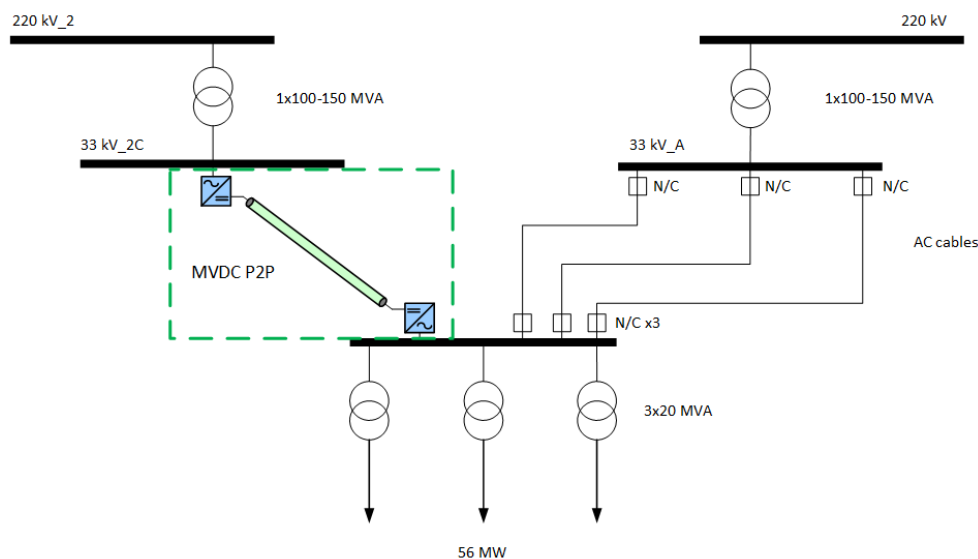 220 kV_2
220 kV
1x100-150 MVA
1x100-150 MVA
33 kV_2C
33 kV_A
N/C
N/C
N/C
AC cables
MVDC P2P
N/C x3
3x20 MVA
56 MW